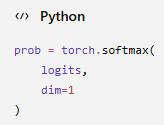 </> Python
prob = torch.softmax(
    logits,
    dim=1
)